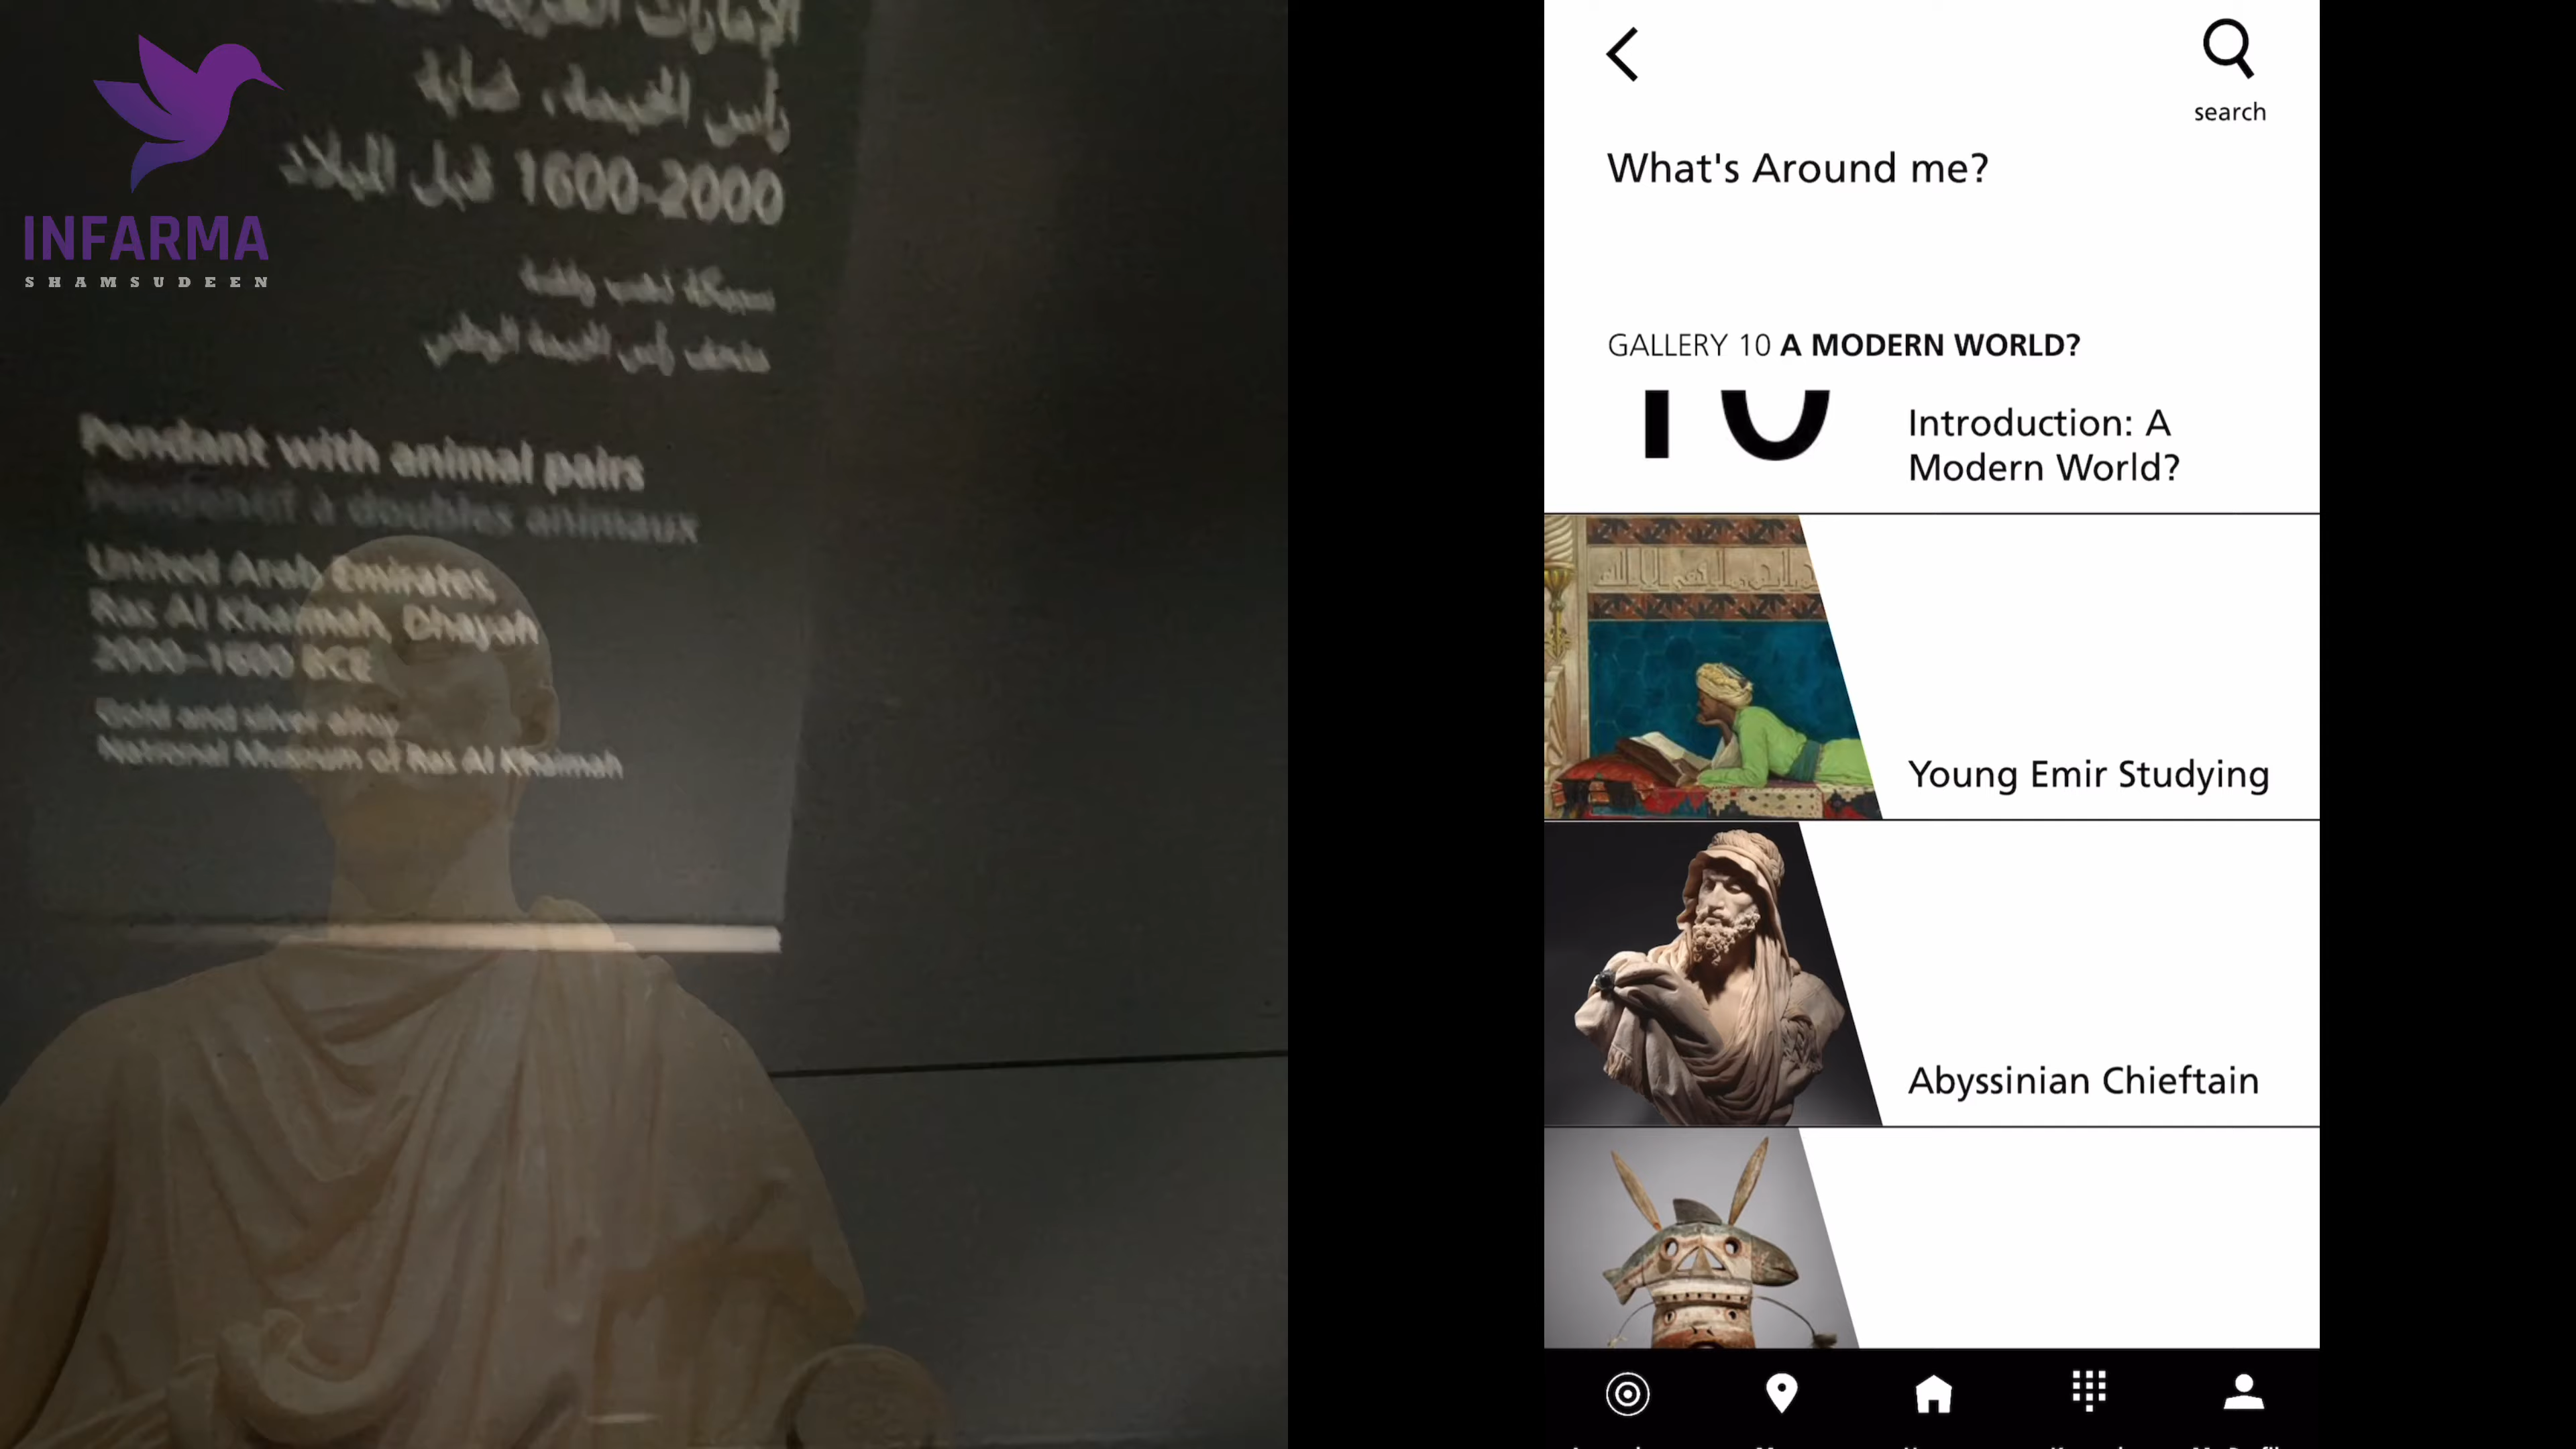 INFARMA
SHAMSUDEEN
رأس الخيمة، ضاية
1600-2000 قبل الميلاد
سبيكة ذهب وفضة
متحف رأس الخيمة الوطني
Pendant with animal pairs
Pendentif à doubles animaux
United Arab Emirates,
Ras Al Khaimah, Dhayah
2000-1600 BCE
Gold and silver alloy
National Museum of Ras Al Khaimah
search
What's Around me?
GALLERY 10 A MODERN WORLD?
10
Introduction: A
Modern World?
Young Emir Studying
Abyssinian Chieftain